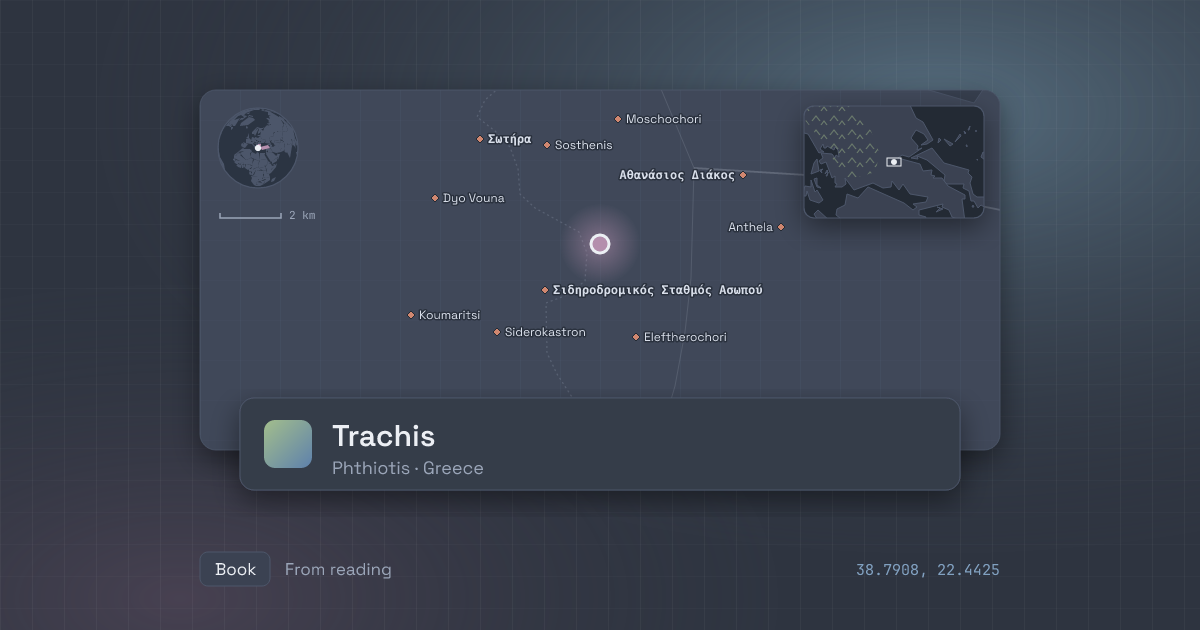 Moschochori
Σωτήρα
Sosthenis
Αθανάσιος Διάκος
Dyo Vouna
2 km
Anthela
Σιδηροδρομικός Σταθμός Ασωπού
Koumaritsi
Siderokastron
Eleftherochori
Trachis
Phthiotis · Greece
Book
From reading
38.7908, 22.4425